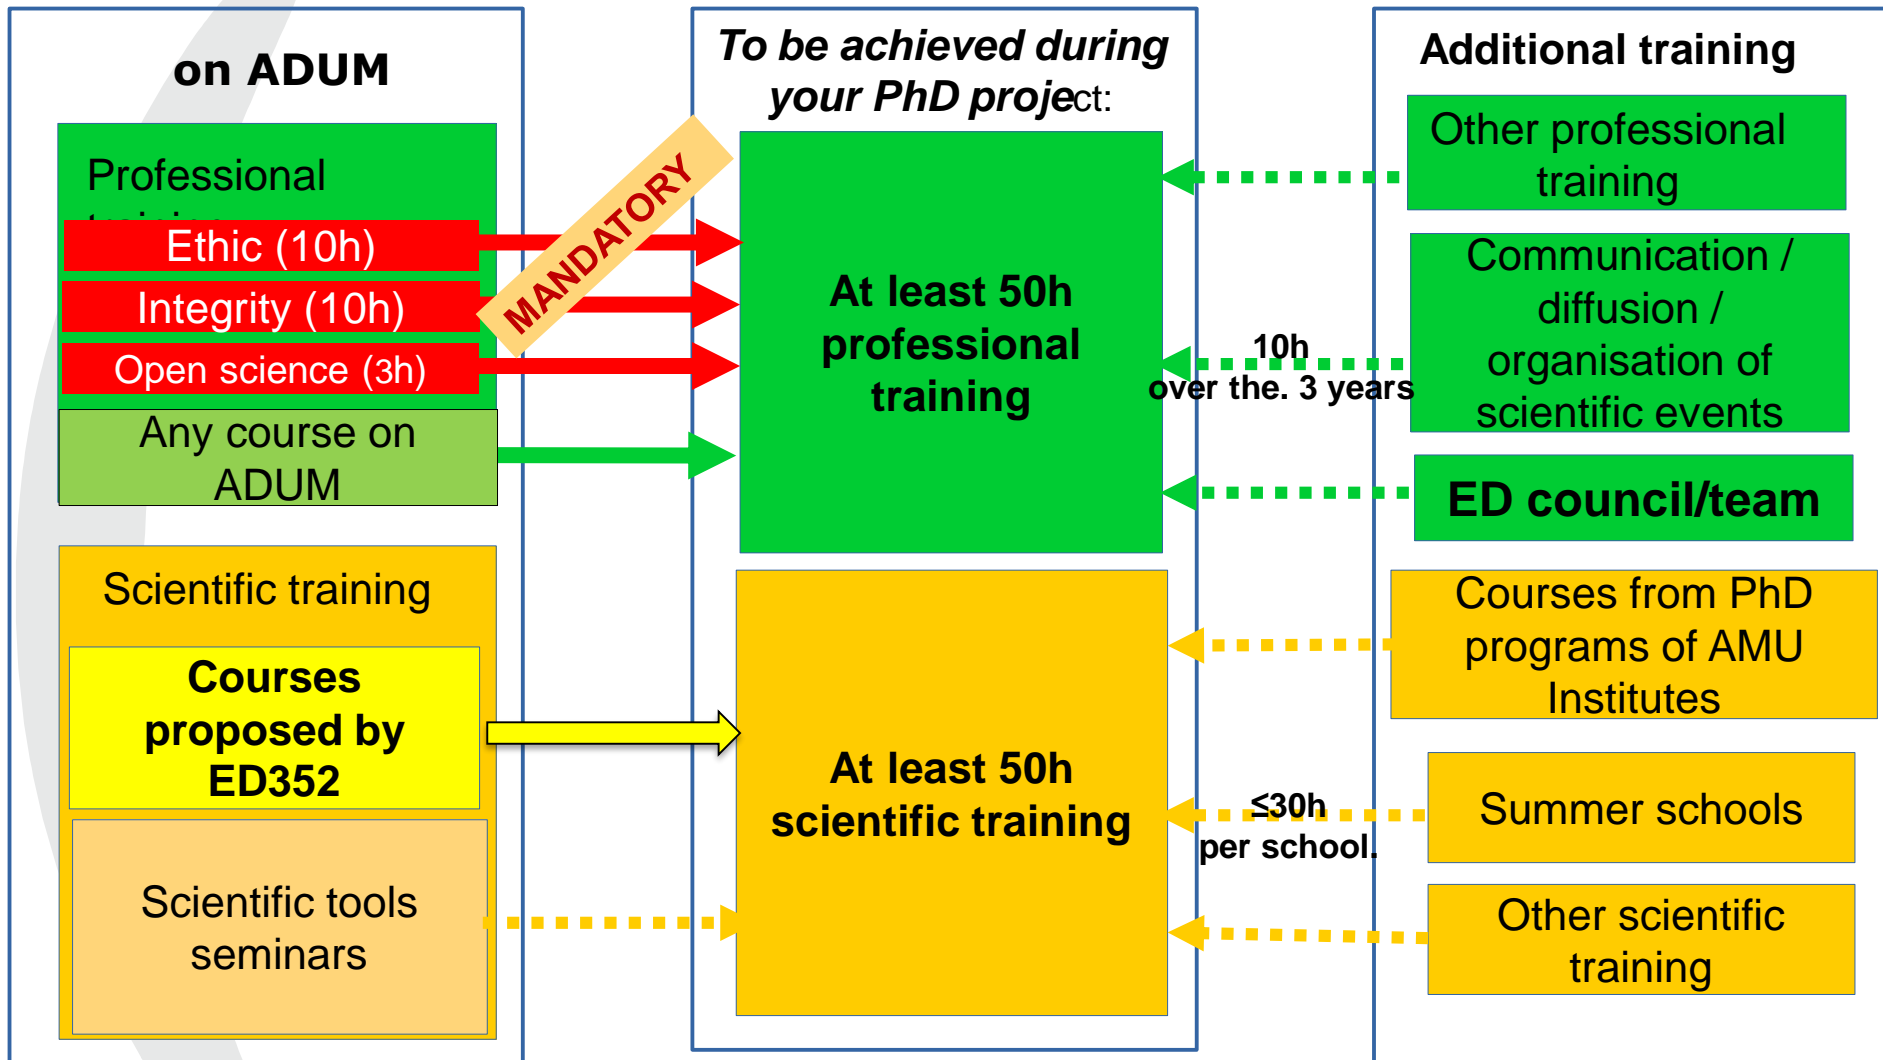 on ADUM
Professional
training
Ethic (10h)
Integrity (10h)
Open science (3h)
Any course on
ADUM
Scientific training
Courses
proposed by
ED352
Scientific tools
seminars
MANDATORY
To be achieved during
your PhD project:
At least 50h
professional
training
At least 50h
scientific training
10h
over the. 3 years
≤30h
per school.
Additional training
Other professional
training
Communication /
diffusion /
organisation of
scientific events
ED council/team
Courses from PhD
programs of AMU
Institutes
Summer schools
Other scientific
training